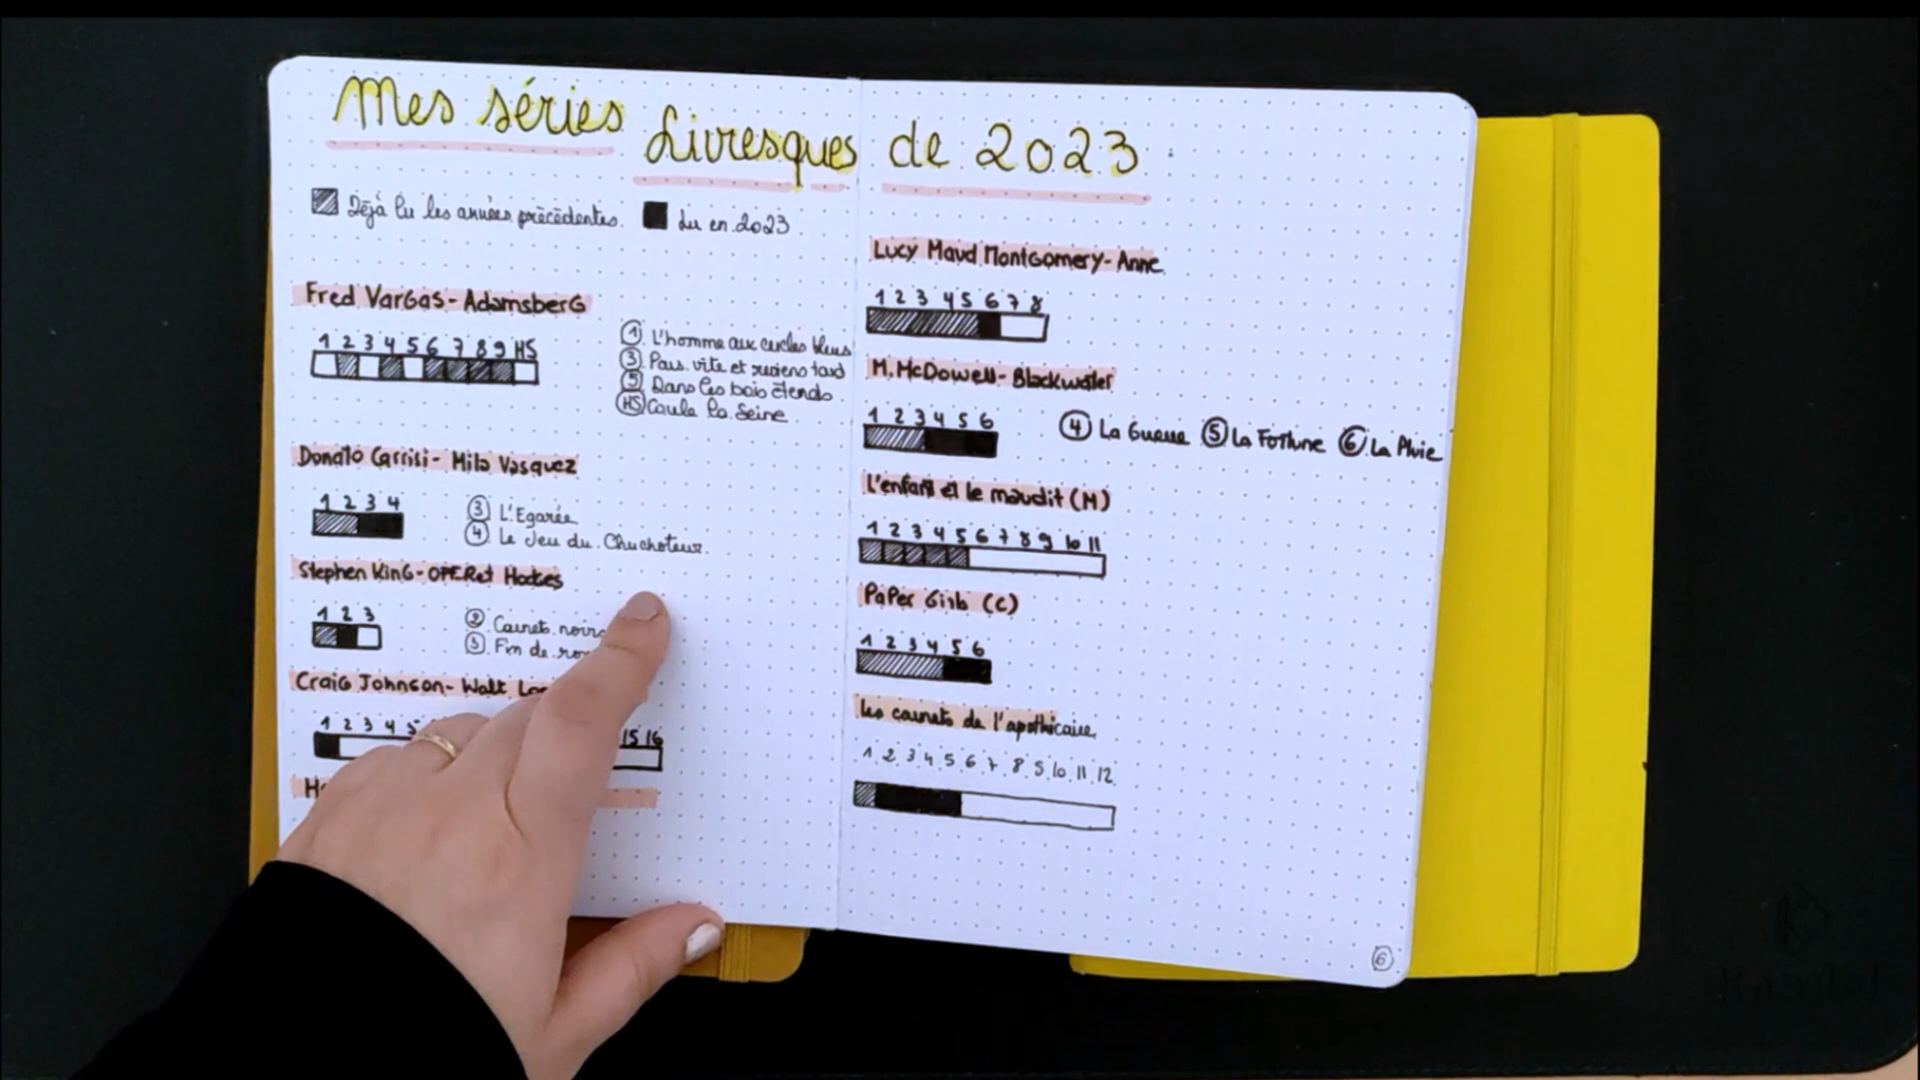 Mes séries Livresques de 2023
Déjà lu les années précédentes. Lu en 2023
Fred Vargas - Adamsberg
1 2 3 4 5 6 7 8 9 HS
① L'homme aux cercles bleus
③ Pars vite et reviens tard
⑤ Dans les bois éternels
HS Coule la Seine
Donato Carrisi - Mila Vasquez
1 2 3 4
③ L'Egarée
④ Le Jeu du Chuchoteur
Stephen King - Hodges
1 2 3
② Carnets noirs
③ Fin de
Craig Johnson - Walt
1 2 3 4 5 15 16
Lucy Maud Montgomery - Anne
1 2 3 4 5 6 7 8
M. McDowell - Blackwater
1 2 3 4 5 6
④ La Guerre ⑤ La Fortune ⑥ La Pluie
L'enfant et le maudit (M)
1 2 3 4 5 6 7 8 9 10 11
Paper Girls (C)
1 2 3 4 5 6
Les carnets de l'apothicaire
1 2 3 4 5 6 7 8 9 10 11 12
6